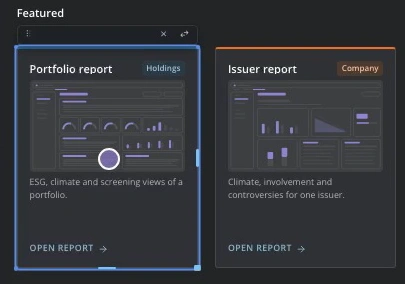 Featured
Portfolio report
Holdings
ESG, climate and screening views of a
portfolio.
OPEN REPORT →
Issuer report
Company
Climate, involvement and
controversies for one issuer.
OPEN REPORT →